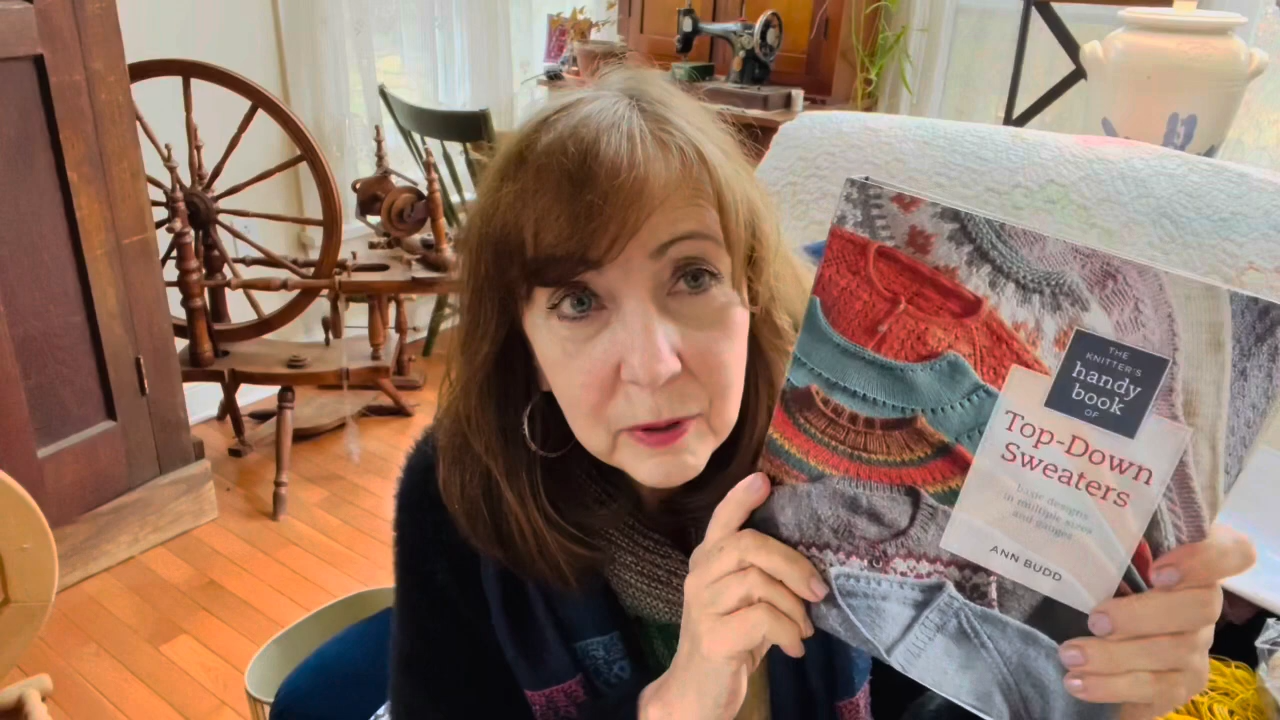 THE
KNITTER'S
handy
book
OF
Top-Down
Sweaters
basic designs
in multiple sizes
and gauges
ANN BUDD